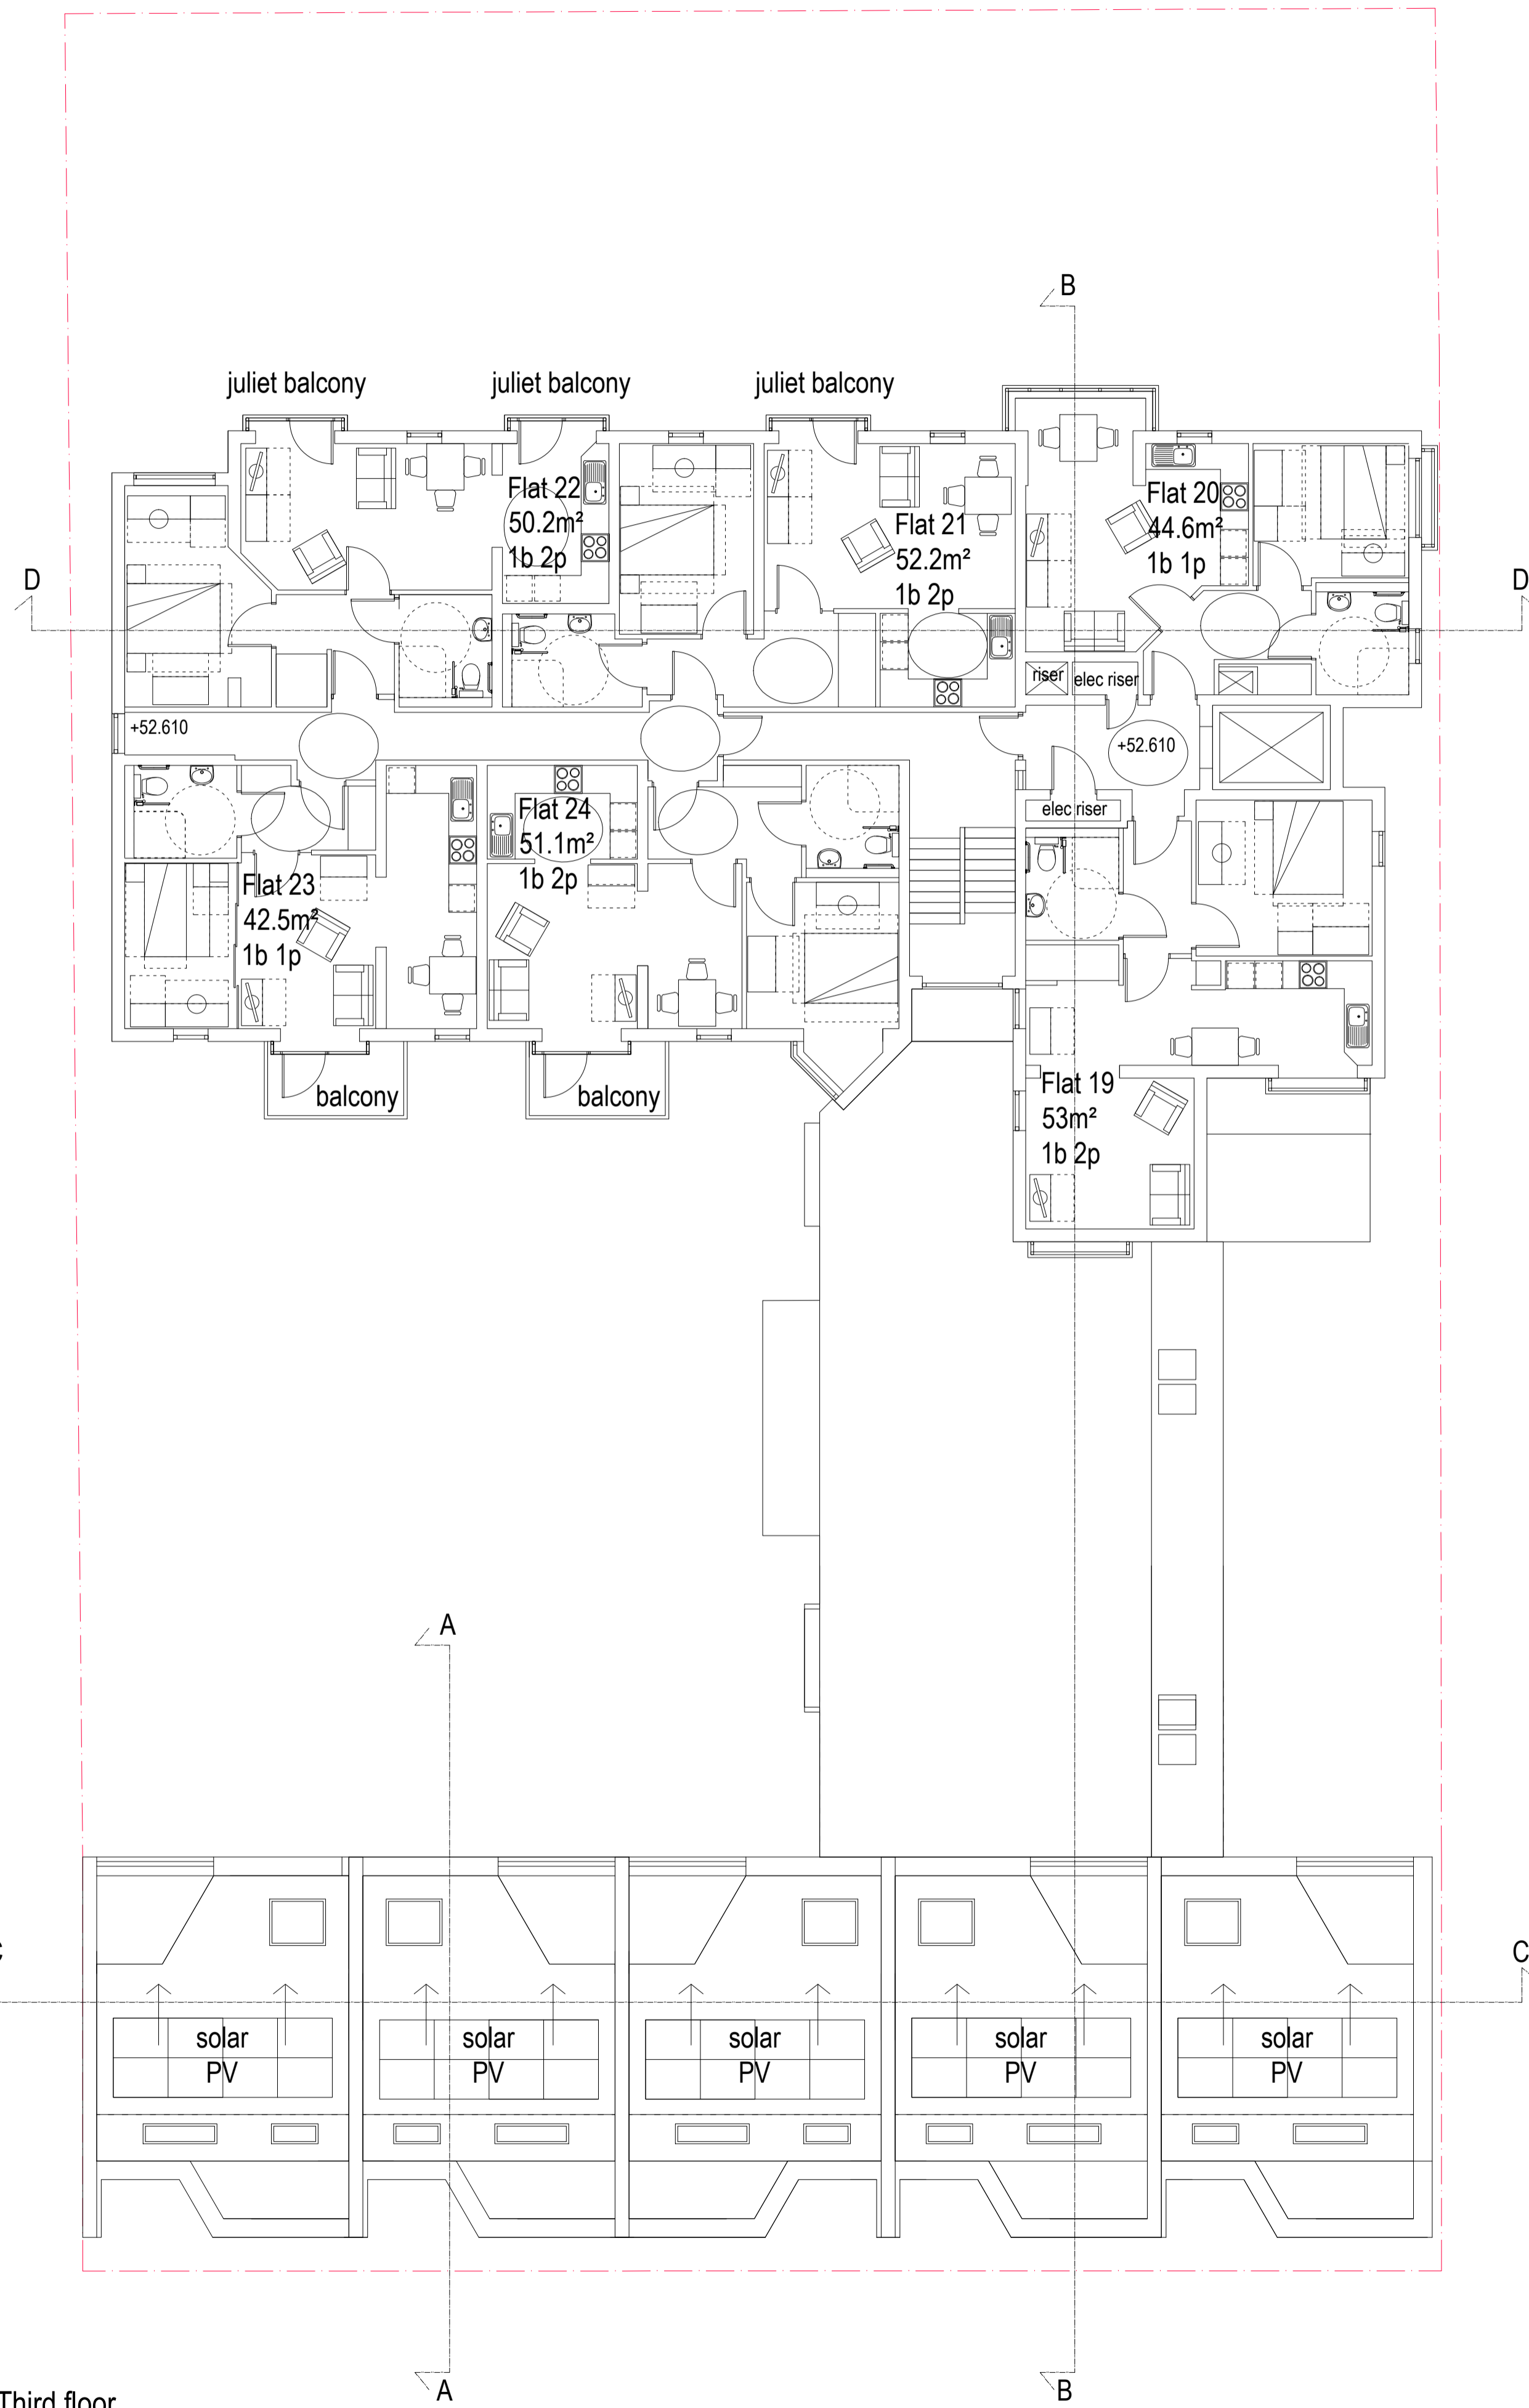 B
juliet balcony
juliet balcony
juliet balcony
Flat 22
50.2m²
1b 2p
Flat 21
52.2m²
1b 2p
Flat 20
44.6m²
1b 1p
D
D
riser
elec riser
+52.610
+52.610
elec riser
Flat 23
42.5m²
1b 1p
Flat 24
51.1m²
1b 2p
Flat 19
53m²
1b 2p
balcony
balcony
A
C
C
solar
PV
solar
PV
solar
PV
solar
PV
solar
PV
A
B
Third floor